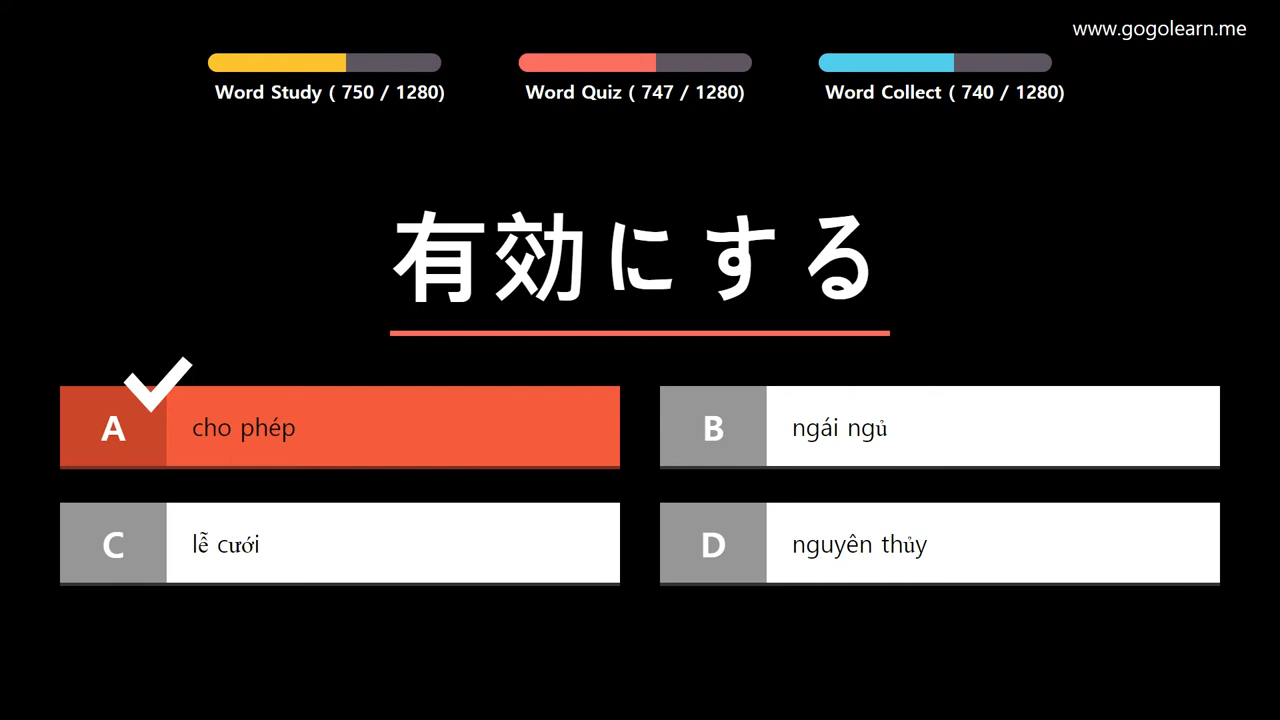 www.gogolearn.me
Word Study ( 750 / 1280)
Word Quiz ( 747 / 1280)
Word Collect ( 740 / 1280)
有効にする
A cho phép
B ngái ngủ
C lễ cưới
D nguyên thủy